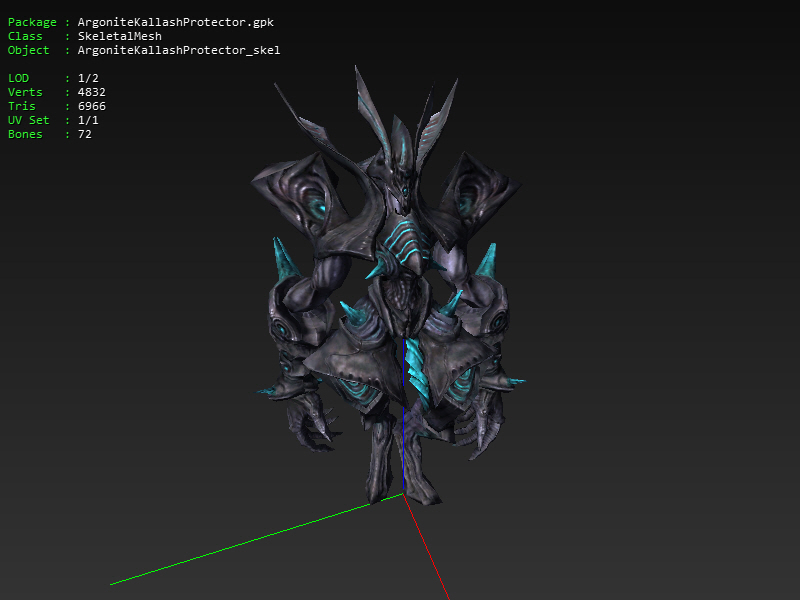 Package : ArgoniteKallashProtector.gpk
Class : SkeletalMesh
Object : ArgoniteKallashProtector_skel
LOD : 1/2
Verts : 4832
Tris : 6966
UV Set : 1/1
Bones : 72